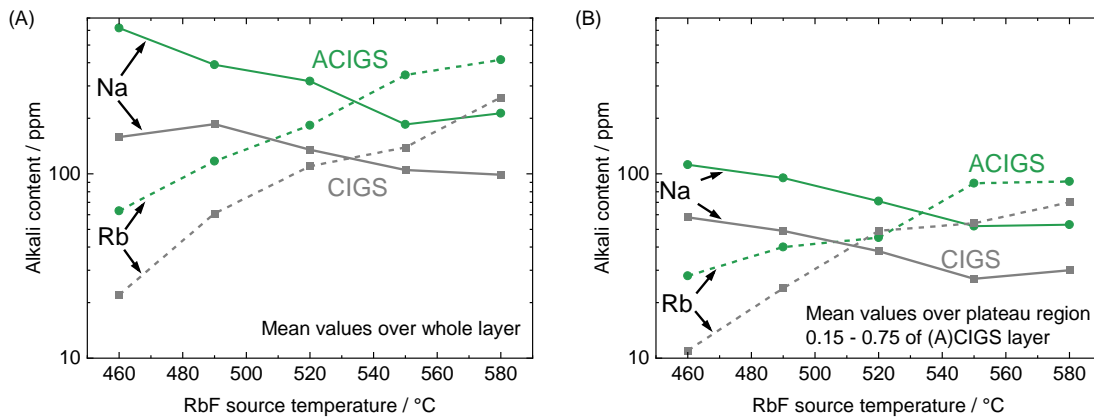 (A)
Alkali content / ppm
100
10
Na
Rb
ACIGS
CIGS
Mean values over whole layer
460 480 500 520 540 560 580
RbF source temperature / °C
(B)
Alkali content / ppm
100
10
Na
Rb
ACIGS
CIGS
Mean values over plateau region
0.15 - 0.75 of (A)CIGS layer
460 480 500 520 540 560 580
RbF source temperature / °C